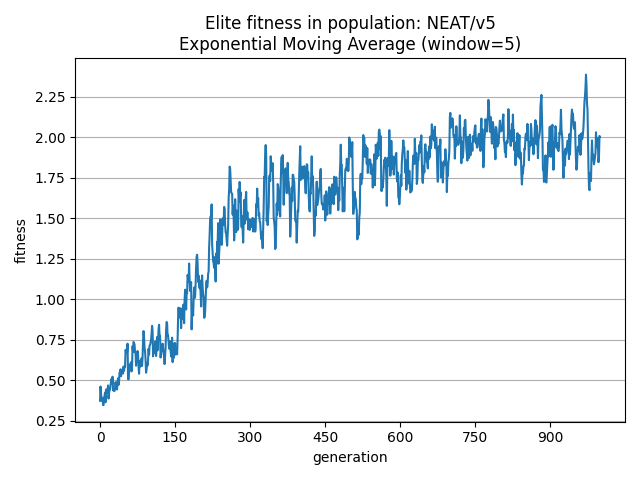 Elite fitness in population: NEAT/v5
Exponential Moving Average (window=5)
fitness
2.25
2.00
1.75
1.50
1.25
1.00
0.75
0.50
0.25
0 150 300 450 600 750 900
generation